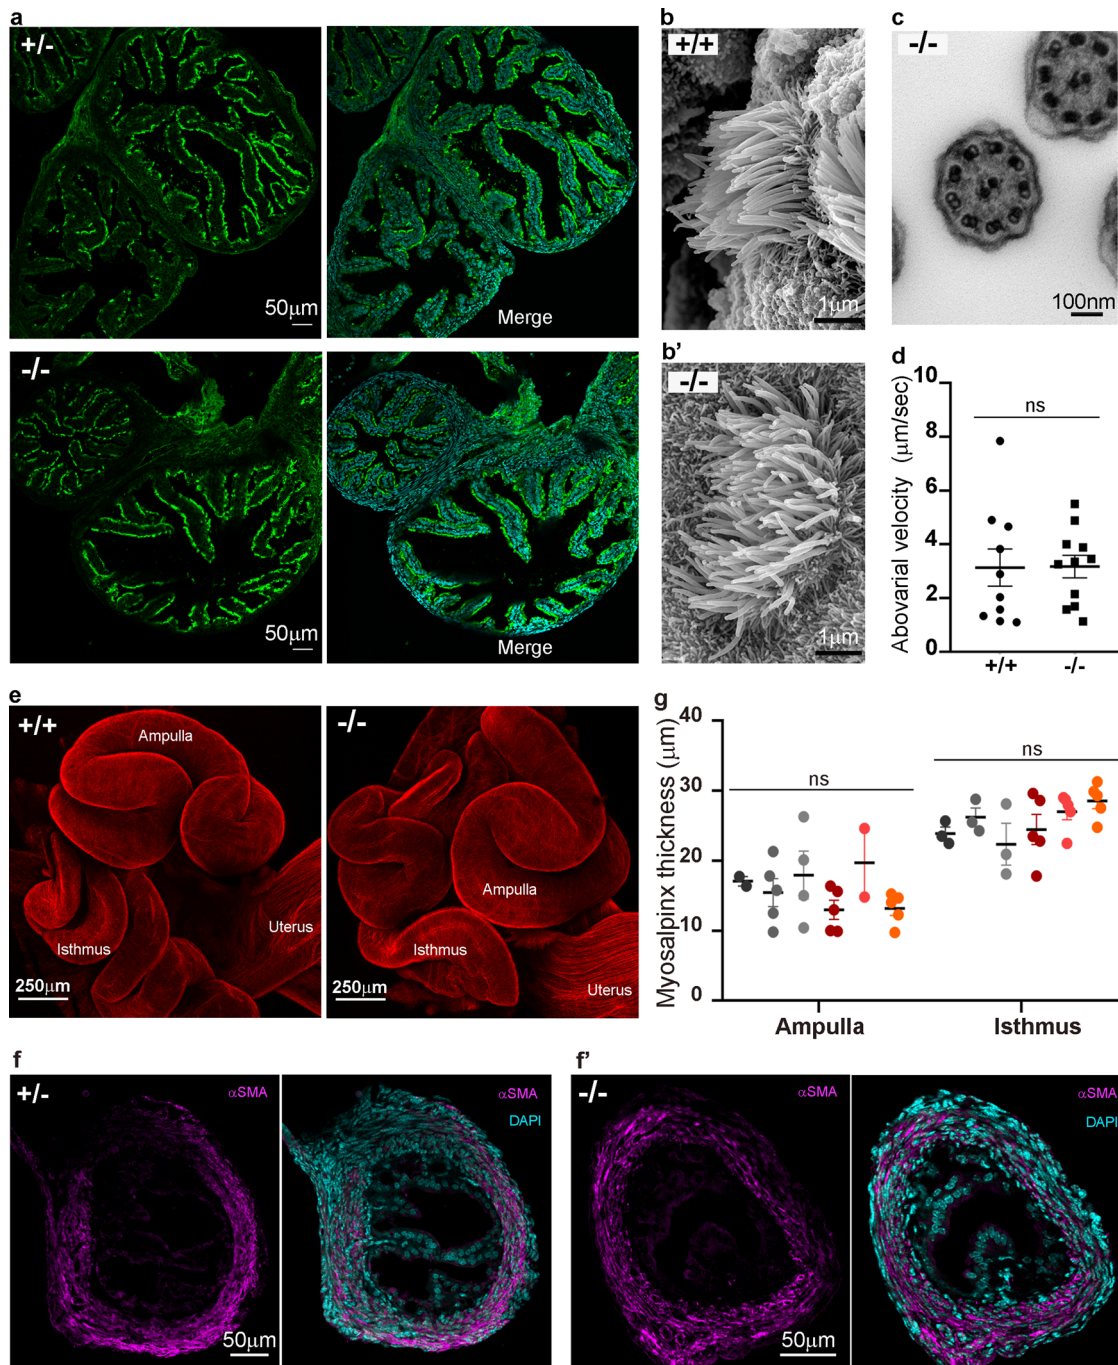 a
+/-
50μm
Merge
-/-
50μm
Merge
b
+/+
1μm
b'
-/-
1μm
c
-/-
100nm
d
Abovarial velocity (μm/sec)
10
8
6
4
2
0
ns
+/+
-/-
e
+/+
Ampulla
Isthmus
Uterus
250μm
-/-
Ampulla
Isthmus
Uterus
250μm
g
Myosalpinx thickness (μm)
40
30
20
10
0
ns
ns
Ampulla
Isthmus
f
+/-
αSMA
50μm
αSMA
DAPI
f'
-/-
αSMA
50μm
αSMA
DAPI